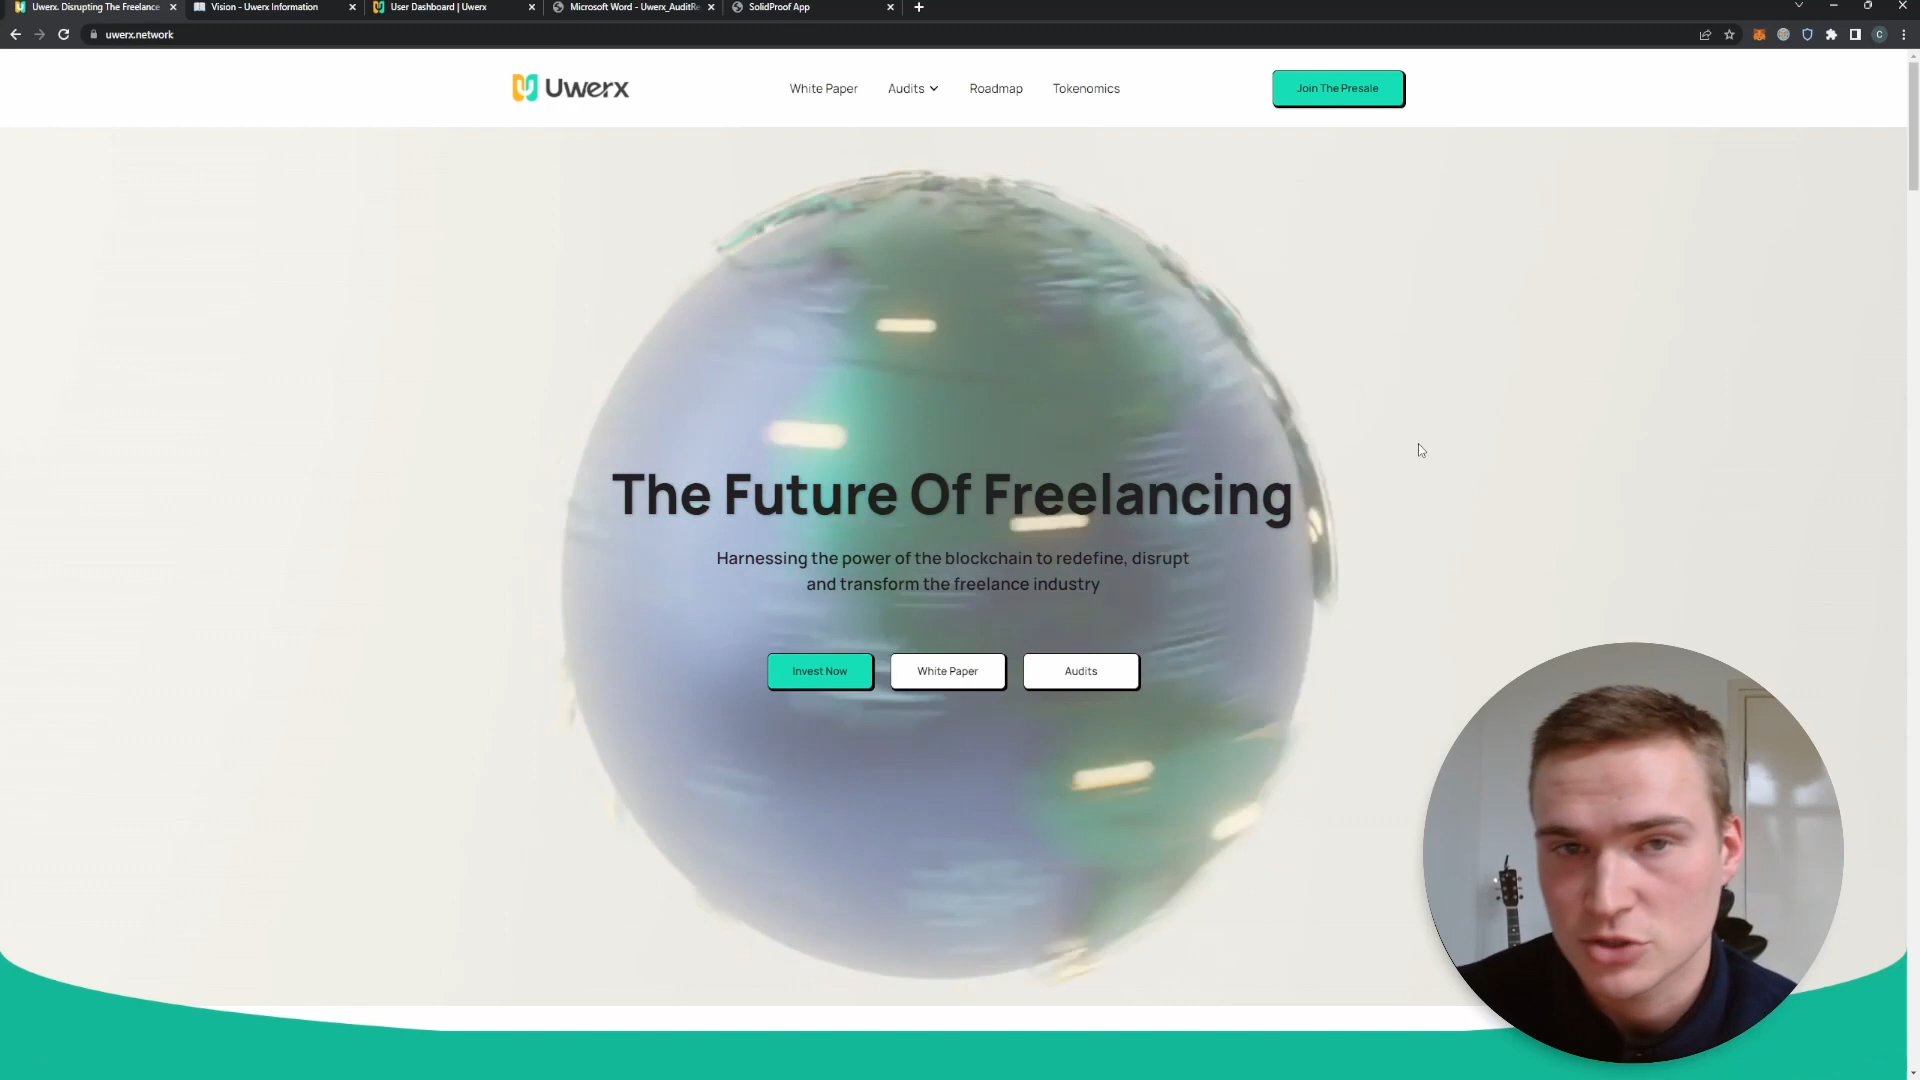 Uwerx. Disrupting The Freelance
Vision - Uwerx Information
User Dashboard | Uwerx
Microsoft Word - Uwerx_AuditRe
SolidProof App
uwerx.network
C
Uwerx
White Paper
Audits
Roadmap
Tokenomics
Join The Presale
The Future Of Freelancing
Harnessing the power of the blockchain to redefine, disrupt
and transform the freelance industry
Invest Now
White Paper
Audits